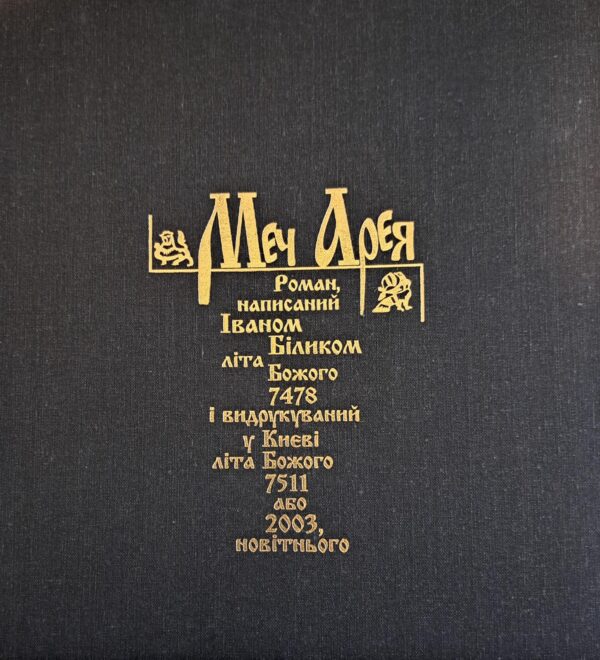 Меч Арея
Роман,
написаний
Іваном
Біликом
літа
Божого
7478
і видрукуваний
у Києві
літа Божого
7511
або
2003,
новітнього